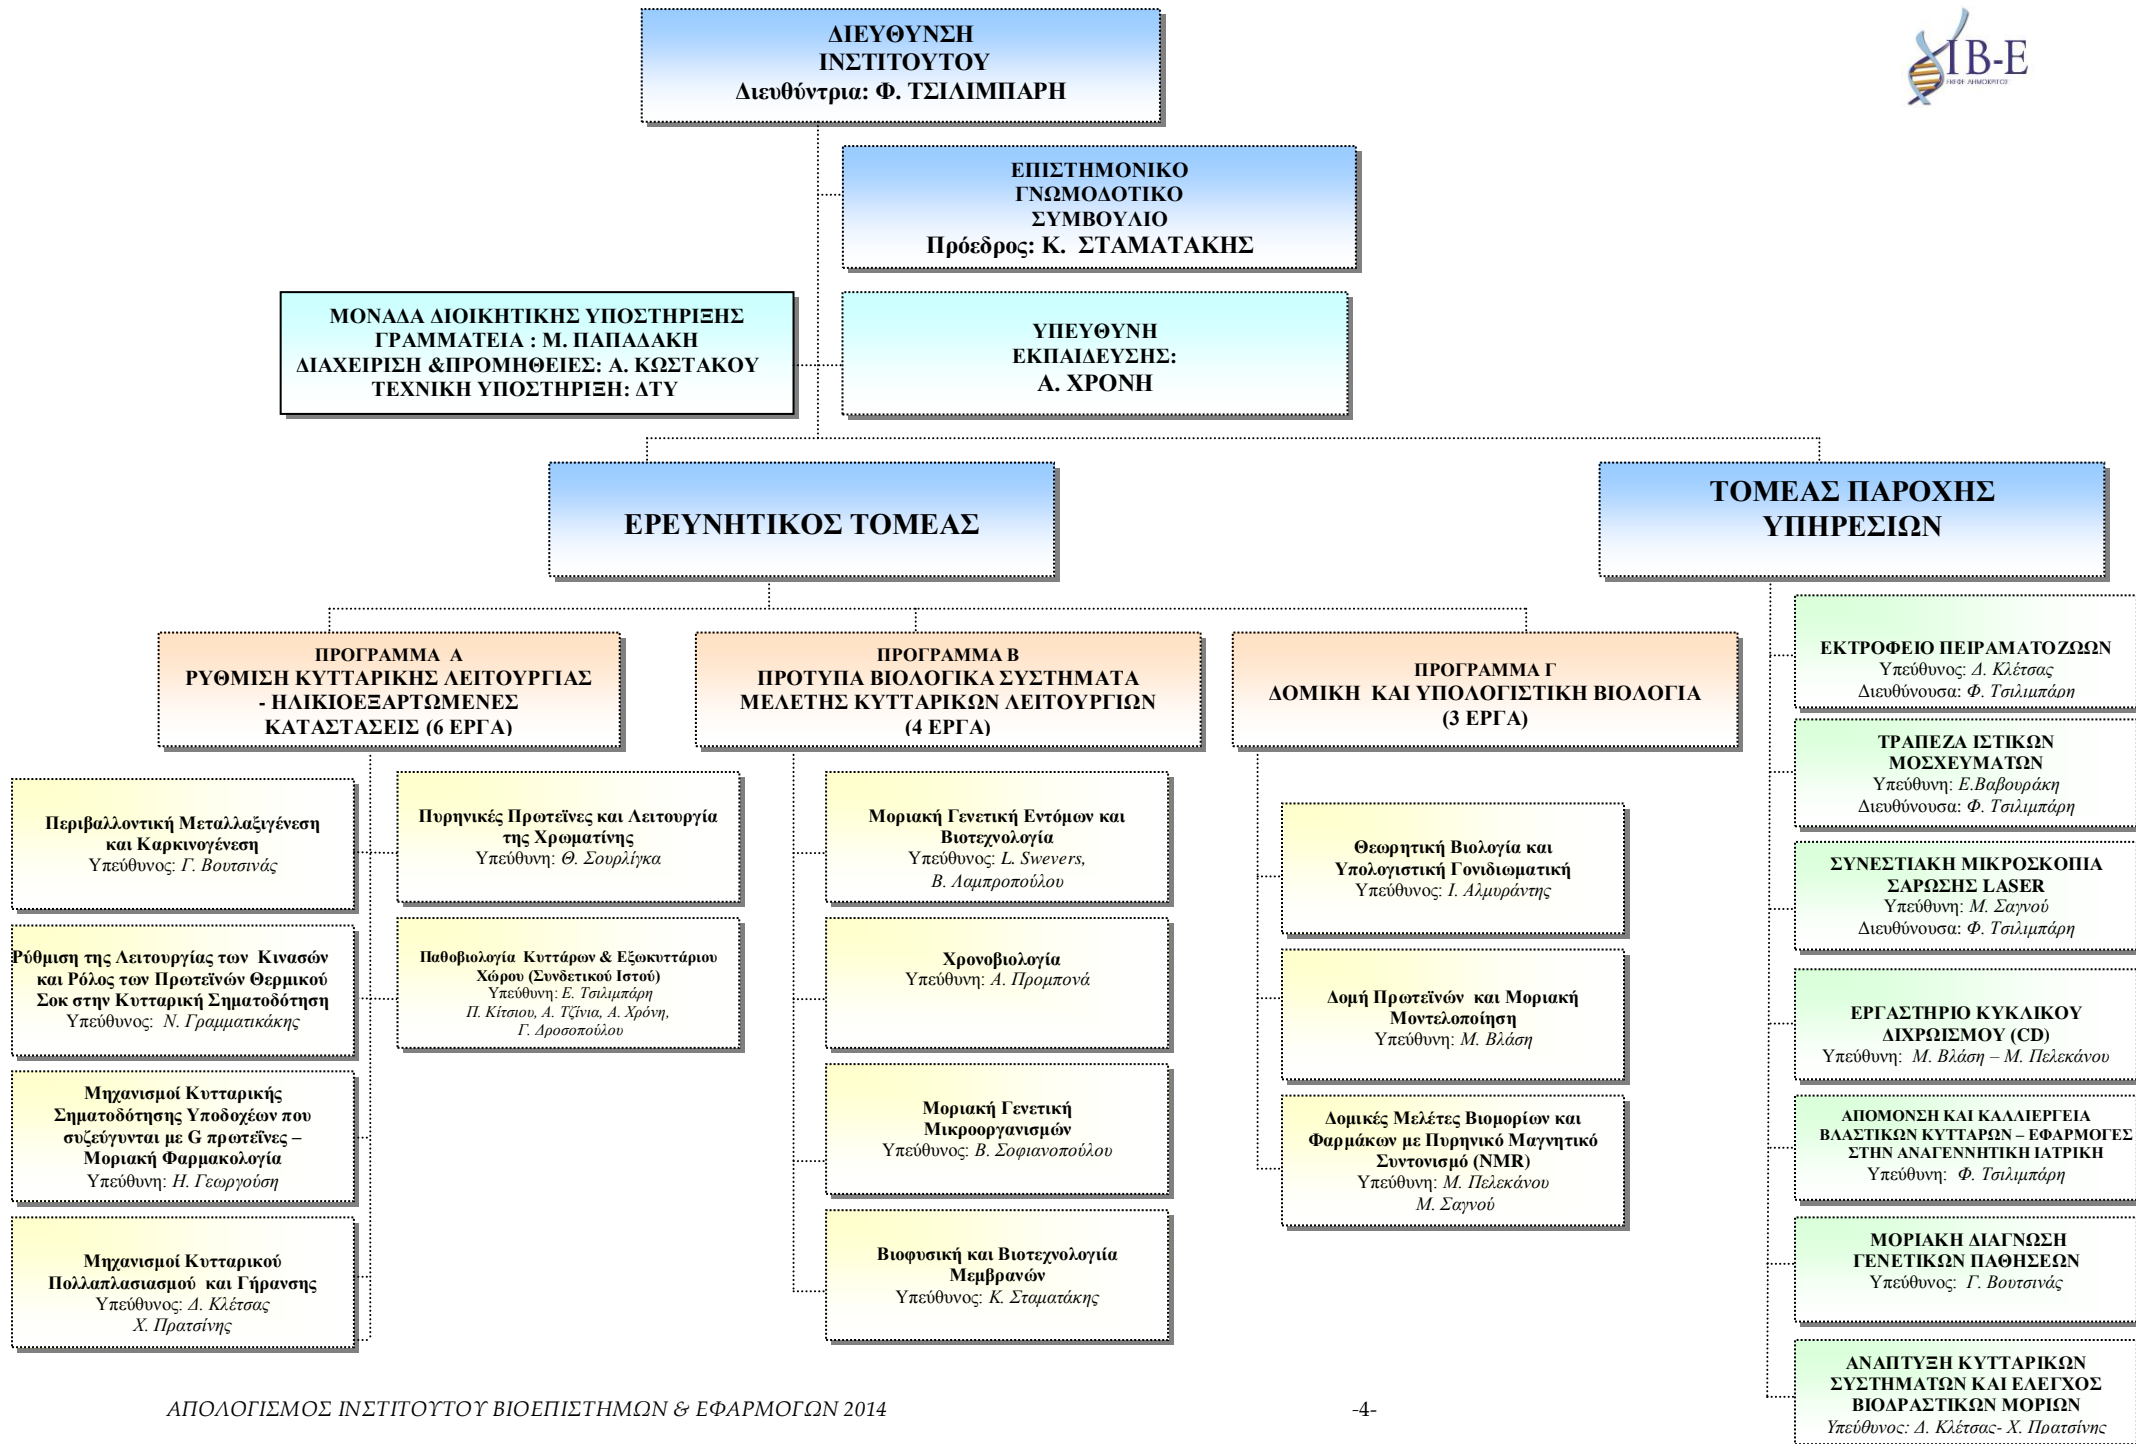 ΔΙΕΥΘΥΝΣΗ
ΙΝΣΤΙΤΟΥΤΟΥ
Διευθύντρια: Φ. ΤΣΙΛΙΜΠΑΡΗ
ΙΒ-Ε
ΕΚΕΦΕ ΔΗΜΟΚΡΙΤΟΣ
ΕΠΙΣΤΗΜΟΝΙΚΟ
ΓΝΩΜΟΔΟΤΙΚΟ
ΣΥΜΒΟΥΛΙΟ
Πρόεδρος: Κ. ΣΤΑΜΑΤΑΚΗΣ
ΜΟΝΑΔΑ ΔΙΟΙΚΗΤΙΚΗΣ ΥΠΟΣΤΗΡΙΞΗΣ
ΓΡΑΜΜΑΤΕΙΑ : Μ. ΠΑΠΑΔΑΚΗ
ΔΙΑΧΕΙΡΙΣΗ &ΠΡΟΜΗΘΕΙΕΣ: Α. ΚΩΣΤΑΚΟΥ
ΤΕΧΝΙΚΗ ΥΠΟΣΤΗΡΙΞΗ: ΔΤΥ
ΥΠΕΥΘΥΝΗ
ΕΚΠΑΙΔΕΥΣΗΣ:
Α. ΧΡΟΝΗ
ΕΡΕΥΝΗΤΙΚΟΣ ΤΟΜΕΑΣ
ΤΟΜΕΑΣ ΠΑΡΟΧΗΣ
ΥΠΗΡΕΣΙΩΝ
ΠΡΟΓΡΑΜΜΑ Α
ΡΥΘΜΙΣΗ ΚΥΤΤΑΡΙΚΗΣ ΛΕΙΤΟΥΡΓΙΑΣ
- ΗΛΙΚΙΟΕΞΑΡΤΩΜΕΝΕΣ
ΚΑΤΑΣΤΑΣΕΙΣ (6 ΕΡΓΑ)
ΠΡΟΓΡΑΜΜΑ Β
ΠΡΟΤΥΠΑ ΒΙΟΛΟΓΙΚΑ ΣΥΣΤΗΜΑΤΑ
ΜΕΛΕΤΗΣ ΚΥΤΤΑΡΙΚΩΝ ΛΕΙΤΟΥΡΓΙΩΝ
(4 ΕΡΓΑ)
ΠΡΟΓΡΑΜΜΑ Γ
ΔΟΜΙΚΗ ΚΑΙ ΥΠΟΛΟΓΙΣΤΙΚΗ ΒΙΟΛΟΓΙΑ
(3 ΕΡΓΑ)
Περιβαλλοντική Μεταλλαξιγένεση
και Καρκινογένεση
Υπεύθυνος: Γ. Βουτσινάς
Ρύθμιση της Λειτουργίας των Κινασών
και Ρόλος των Πρωτεϊνών Θερμικού
Σοκ στην Κυτταρική Σηματοδότηση
Υπεύθυνος: Ν. Γραμματικάκης
Μηχανισμοί Κυτταρικής
Σηματοδότησης Υποδοχέων που
συζεύγυνται με G πρωτεΐνες –
Μοριακή Φαρμακολογία
Υπεύθυνη: Η. Γεωργούση
Μηχανισμοί Κυτταρικού
Πολλαπλασιασμού και Γήρανσης
Υπεύθυνος: Δ. Κλέτσας
Χ. Πρατσίνης
Πυρηνικές Πρωτεΐνες και Λειτουργία
της Χρωματίνης
Υπεύθυνη: Θ. Σουρλίγκα
Παθοβιολογία Κυττάρων & Εξωκυττάριου
Χώρου (Συνδετικού Ιστού)
Υπεύθυνη: Ε. Τσιλιμπάρη
Π. Κίτσιου, Α. Τζίνια, Α. Χρόνη,
Γ. Δροσοπούλου
Μοριακή Γενετική Εντόμων και
Βιοτεχνολογία
Υπεύθυνος: L. Swevers,
Β. Λαμπροπούλου
Χρονοβιολογία
Υπεύθυνη: Α. Προμπονά
Μοριακή Γενετική
Μικροοργανισμών
Υπεύθυνος: Β. Σοφιανοπούλου
Βιοφυσική και Βιοτεχνολογιία
Μεμβρανών
Υπεύθυνος: Κ. Σταματάκης
Θεωρητική Βιολογία και
Υπολογιστική Γονιδιωματική
Υπεύθυνος: Ι. Αλμυράντης
Δομή Πρωτεϊνών και Μοριακή
Μοντελοποίηση
Υπεύθυνη: Μ. Βλάση
Δομικές Μελέτες Βιομορίων και
Φαρμάκων με Πυρηνικό Μαγνητικό
Συντονισμό (NMR)
Υπεύθυνη: Μ. Πελεκάνου
Μ. Σαγνού
ΕΚΤΡΟΦΕΙΟ ΠΕΙΡΑΜΑΤΟΖΩΩΝ
Υπεύθυνος: Δ. Κλέτσας
Διευθύνουσα: Φ. Τσιλιμπάρη
ΤΡΑΠΕΖΑ ΙΣΤΙΚΩΝ
ΜΟΣΧΕΥΜΑΤΩΝ
Υπεύθυνη: Ε.Βαβουράκη
Διευθύνουσα: Φ. Τσιλιμπάρη
ΣΥΝΕΣΤΙΑΚΗ ΜΙΚΡΟΣΚΟΠΙΑ
ΣΑΡΩΣΗΣ LASER
Υπεύθυνη: Μ. Σαγνού
Διευθύνουσα: Φ. Τσιλιμπάρη
ΕΡΓΑΣΤΗΡΙΟ ΚΥΚΛΙΚΟΥ
ΔΙΧΡΩΙΣΜΟΥ (CD)
Υπεύθυνη: Μ. Βλάση – Μ. Πελεκάνου
ΑΠΟΜΟΝΣΗ ΚΑΙ ΚΑΛΛΙΕΡΓΕΙΑ
ΒΛΑΣΤΙΚΩΝ ΚΥΤΤΑΡΩΝ – ΕΦΑΡΜΟΓΕΣ
ΣΤΗΝ ΑΝΑΓΕΝΝΗΤΙΚΗ ΙΑΤΡΙΚΗ
Υπεύθυνη: Φ. Τσιλιμπάρη
ΜΟΡΙΑΚΗ ΔΙΑΓΝΩΣΗ
ΓΕΝΕΤΙΚΩΝ ΠΑΘΗΣΕΩΝ
Υπεύθυνος: Γ. Βουτσινάς
ΑΝΑΠΤΥΞΗ ΚΥΤΤΑΡΙΚΩΝ
ΣΥΣΤΗΜΑΤΩΝ ΚΑΙ ΕΛΕΓΧΟΣ
ΒΙΟΔΡΑΣΤΙΚΩΝ ΜΟΡΙΩΝ
Υπεύθυνος: Δ. Κλέτσας- Χ. Πρατσίνης
ΑΠΟΛΟΓΙΣΜΟΣ ΙΝΣΤΙΤΟΥΤΟΥ ΒΙΟΕΠΙΣΤΗΜΩΝ & ΕΦΑΡΜΟΓΩΝ 2014
-4-